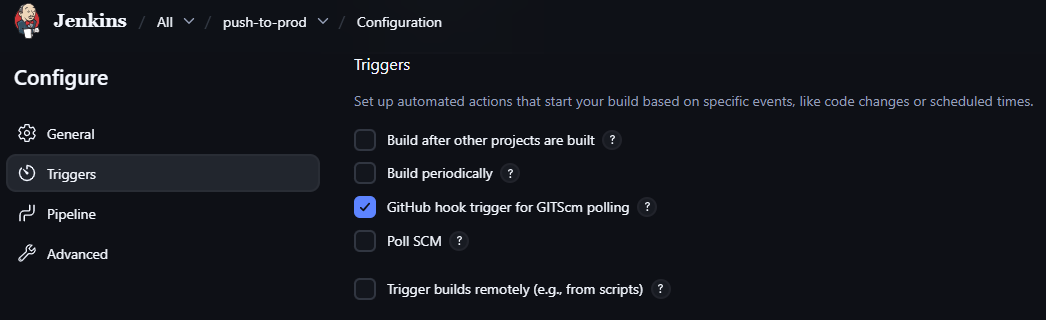 Jenkins / All / push-to-prod / Configuration
Configure
General
Triggers
Pipeline
Advanced
Triggers
Set up automated actions that start your build based on specific events, like code changes or scheduled times.
Build after other projects are built ?
Build periodically ?
GitHub hook trigger for GITScm polling ?
Poll SCM ?
Trigger builds remotely (e.g., from scripts) ?